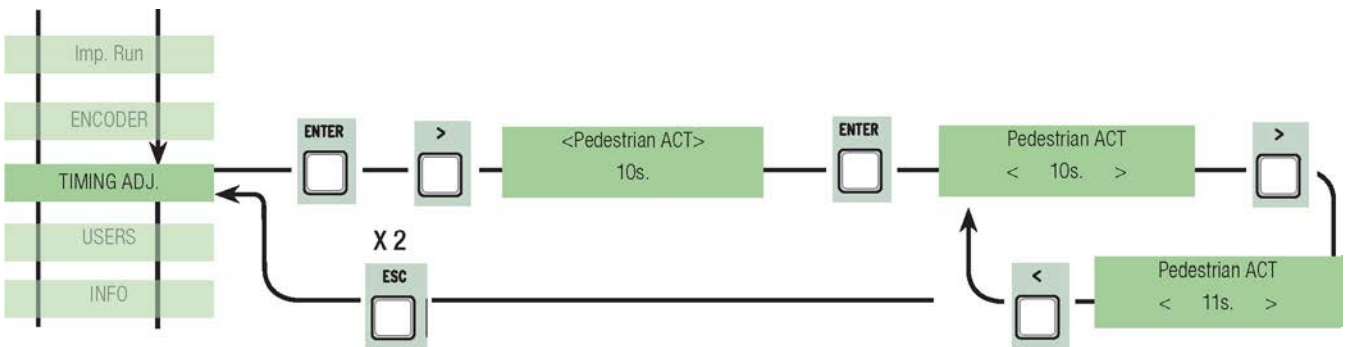 Imp. Run
ENCODER
TIMING ADJ.
USERS
INFO
ENTER
>
<Pedestrian ACT>
10s.
ENTER
Pedestrian ACT
< 10s. >
>
X 2
ESC
<
Pedestrian ACT
< 11s. >